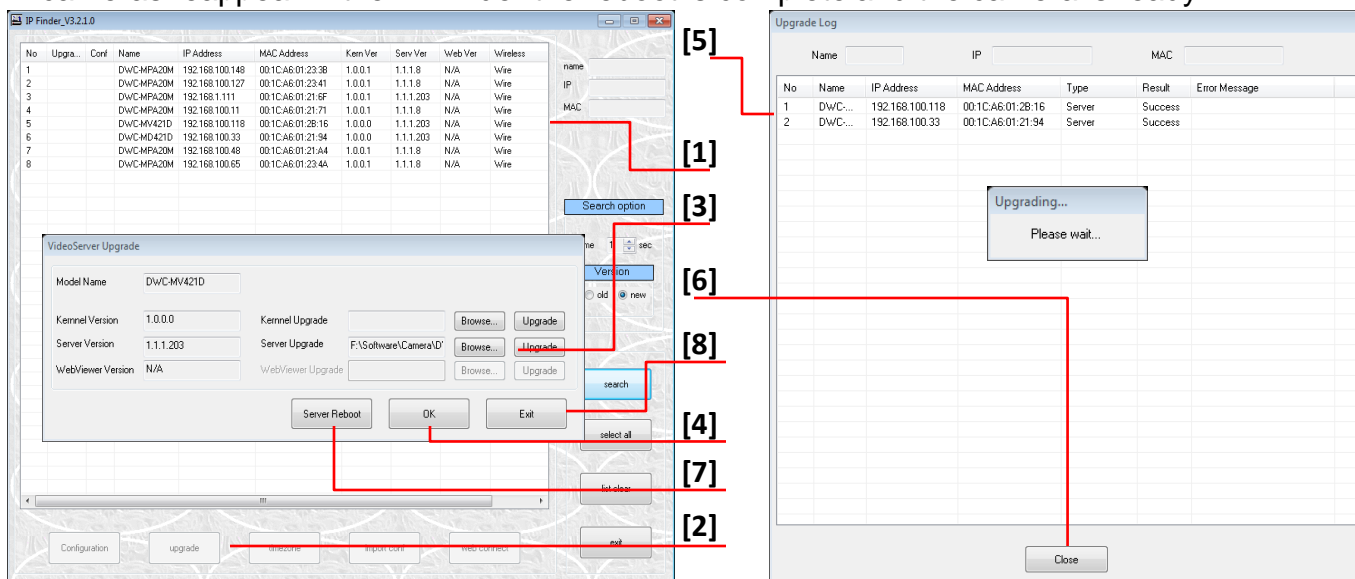 IP Finder_V3.2.1.0
No Upgra... Conf Name IP Address MAC Address Kern Ver Serv Ver Web Ver Wireless
1 DWC-MPA20M 192.168.100.148 00:1C:A6:01:23:3B 1.0.0.1 1.1.1.8 N/A Wire
2 DWC-MPA20M 192.168.100.127 00:1C:A6:01:23:41 1.0.0.1 1.1.1.8 N/A Wire
3 DWC-MPA20M 192.168.1.111 00:1C:A6:01:21:6F 1.0.0.1 1.1.1.203 N/A Wire
4 DWC-MPA20M 192.168.100.11 00:1C:A6:01:21:71 1.0.0.1 1.1.1.8 N/A Wire
5 DWC-MV421D 192.168.100.118 00:1C:A6:01:2B:16 1.0.0.0 1.1.1.203 N/A Wire
6 DWC-MD421D 192.168.100.33 00:1C:A6:01:21:94 1.0.0.0 1.1.1.203 N/A Wire
7 DWC-MPA20M 192.168.100.48 00:1C:A6:01:21:A4 1.0.0.1 1.1.1.8 N/A Wire
8 DWC-MPA20M 192.168.100.65 00:1C:A6:01:23:4A 1.0.0.1 1.1.1.8 N/A Wire
name
IP
MAC
Search option
me 1 sec
Version
old new
search
select all
list clear
exit
VideoServer Upgrade
Model Name DWC-MV421D
Kernnel Version 1.0.0.0 Kernnel Upgrade Browse... Upgrade
Server Version 1.1.1.203 Server Upgrade F:\Software\Camera\D' Browse... Upgrade
WebViewer Version N/A WebViewer Upgrade Browse... Upgrade
Server Reboot OK Exit
Configuration upgrade timezone import conf web connect
[5]
[1]
[3]
[6]
[8]
[4]
[7]
[2]
Upgrade Log
Name IP MAC
No Name IP Address MAC Address Type Result Error Message
1 DWC-... 192.168.100.118 00:1C:A6:01:2B:16 Server Success
2 DWC-... 192.168.100.33 00:1C:A6:01:21:94 Server Success
Upgrading...
Please wait...
Close